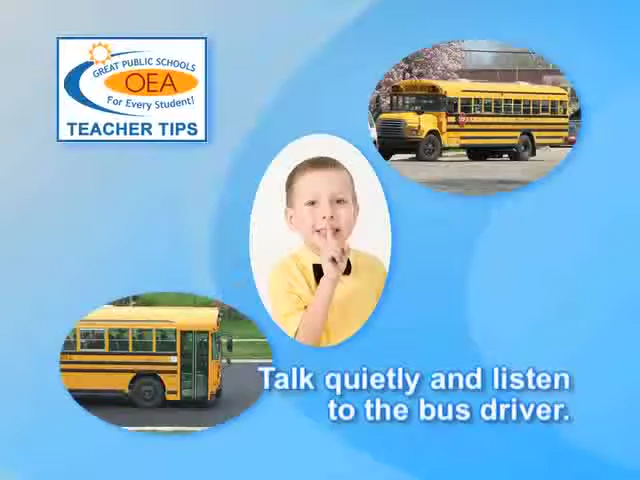 GREAT PUBLIC SCHOOLS
OEA
For Every Student!
TEACHER TIPS
Talk quietly and listen
to the bus driver.